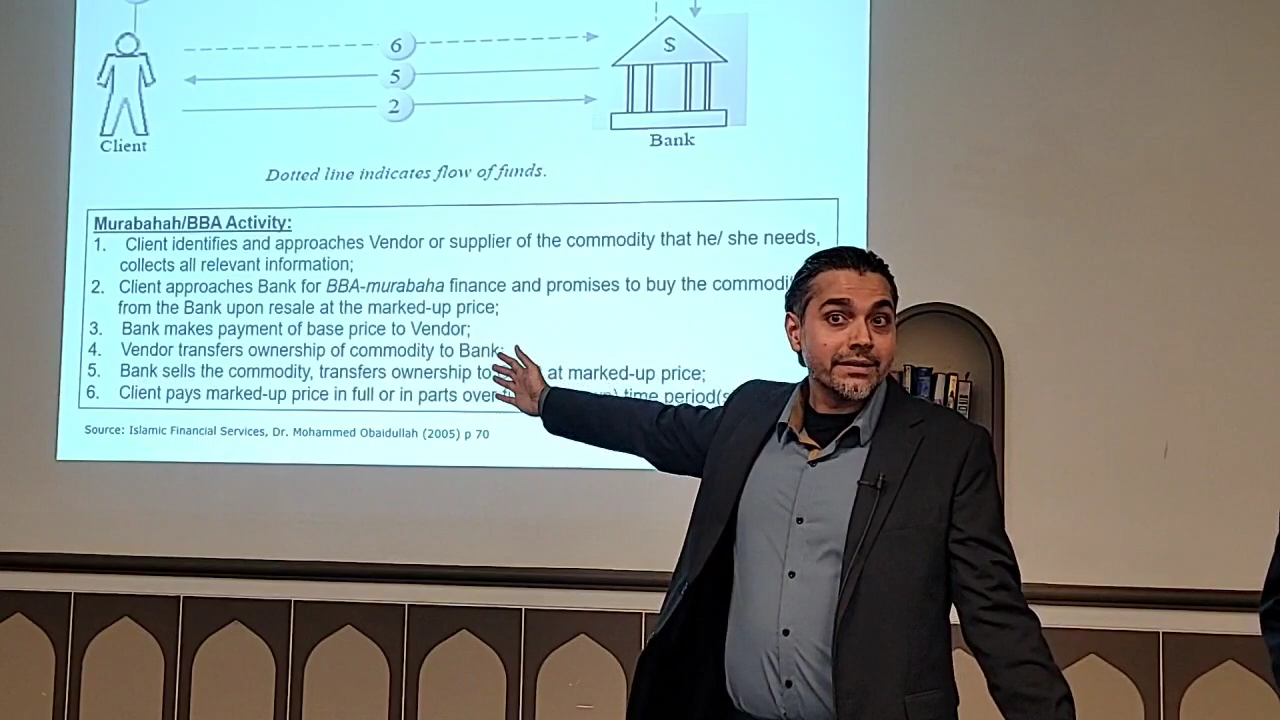 6
$
5
2
Client
Bank
Dotted line indicates flow of funds.
Murabahah/BBA Activity:
1. Client identifies and approaches Vendor or supplier of the commodity that he/ she needs,
collects all relevant information;
2. Client approaches Bank for BBA-murabaha finance and promises to buy the commodi
from the Bank upon resale at the marked-up price;
3. Bank makes payment of base price to Vendor;
4. Vendor transfers ownership of commodity to Bank;
5. Bank sells the commodity, transfers ownership to at marked-up price;
6. Client pays marked-up price in full or in parts over time period(s
Source: Islamic Financial Services, Dr. Mohammed Obaidullah (2005) p 70